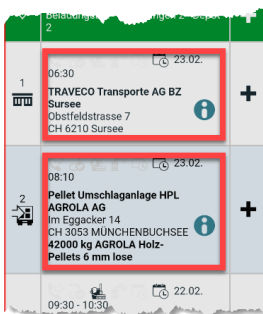 2
23.02.
1
06:30
TRAVECO Transporte AG BZ
Sursee
Obstfeldstrasse 7
CH 6210 Sursee
23.02.
2
08:10
Pellet Umschlaganlage HPL
AGROLA AG
Im Eggacker 14
CH 3053 MÜNCHENBUCHSEE
42000 kg AGROLA Holz-
Pellets 6 mm lose
22.02.
09:30 - 10:30